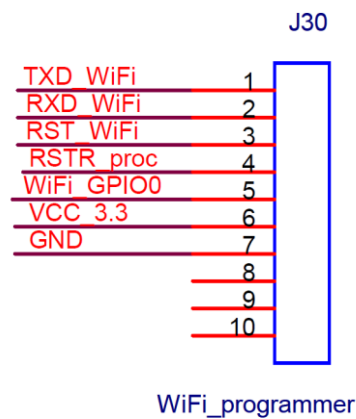 J30
TXD_WiFi 1
RXD_WiFi 2
RST_WiFi 3
RSTR_proc 4
WiFi_GPIO0 5
VCC_3.3 6
GND 7
8
9
10
WiFi_programmer